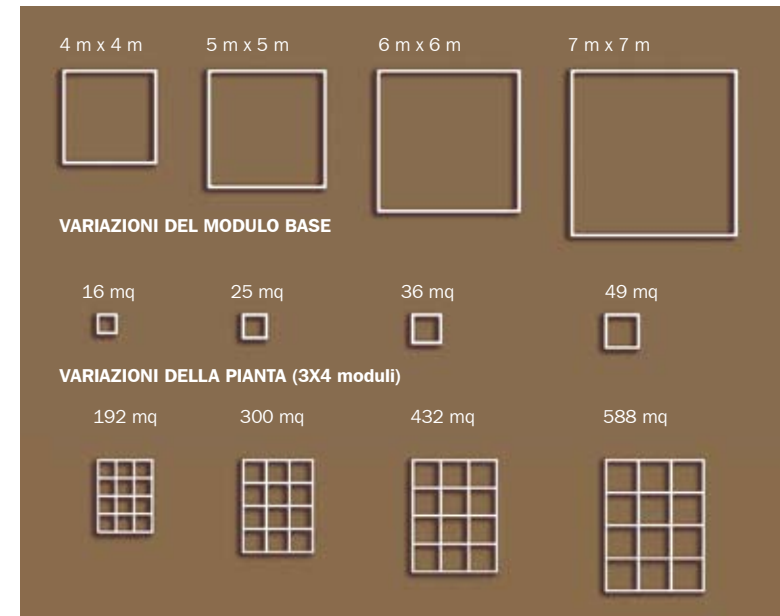 4 m x 4 m 5 m x 5 m 6 m x 6 m 7 m x 7 m
VARIAZIONI DEL MODULO BASE
16 mq 25 mq 36 mq 49 mq
VARIAZIONI DELLA PIANTA (3X4 moduli)
192 mq 300 mq 432 mq 588 mq